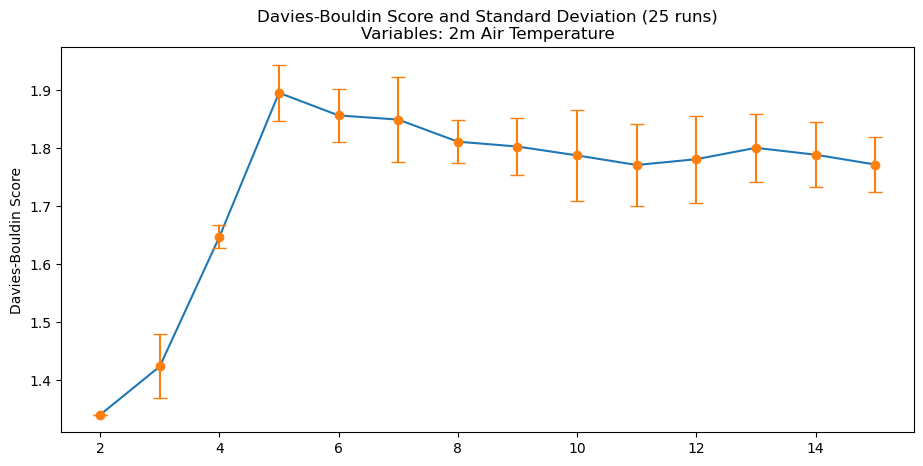 Davies-Bouldin Score and Standard Deviation (25 runs)
Variables: 2m Air Temperature
Davies-Bouldin Score
1.9
1.8
1.7
1.6
1.5
1.4
2 4 6 8 10 12 14